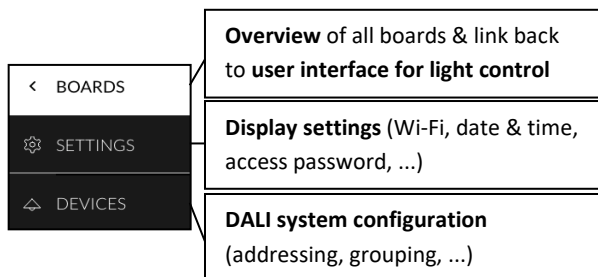 Overview of all boards & link back
to user interface for light control
< BOARDS
SETTINGS
DEVICES
Display settings (Wi-Fi, date & time,
access password, ...)
DALI system configuration
(addressing, grouping, ...)